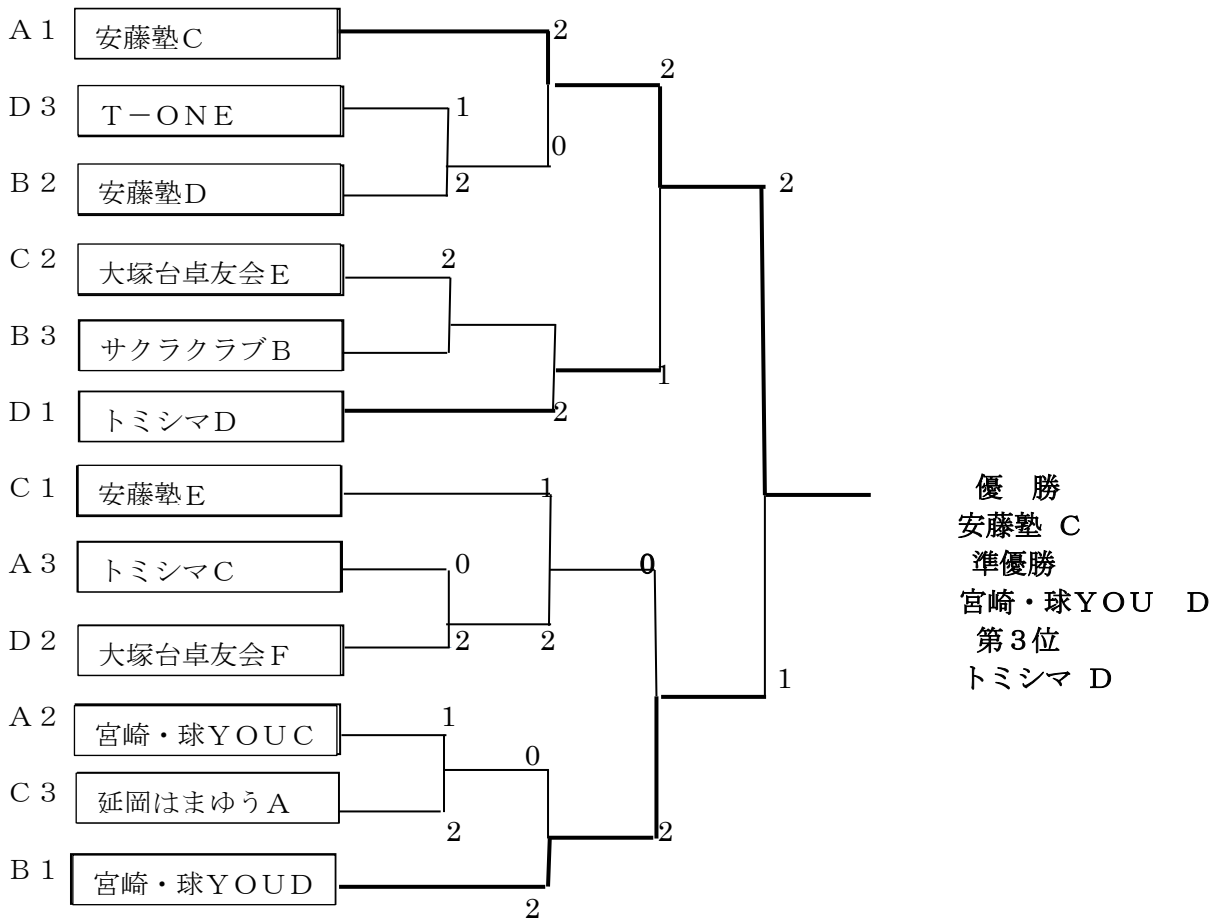 A1 安藤塾C
2
2
D3 T－ONE
1
0
B2 安藤塾D
2
2
C2 大塚台卓友会E
2
B3 サクラクラブB
1
D1 トミシマD
2
C1 安藤塾E
1
優 勝
安藤塾 C
A3 トミシマC
0
0
準優勝
宮崎・球YOU D
D2 大塚台卓友会F
2
2
第3位
トミシマ D
1
A2 宮崎・球YOUC
1
0
C3 延岡はまゆうA
2
2
B1 宮崎・球YOUD
2